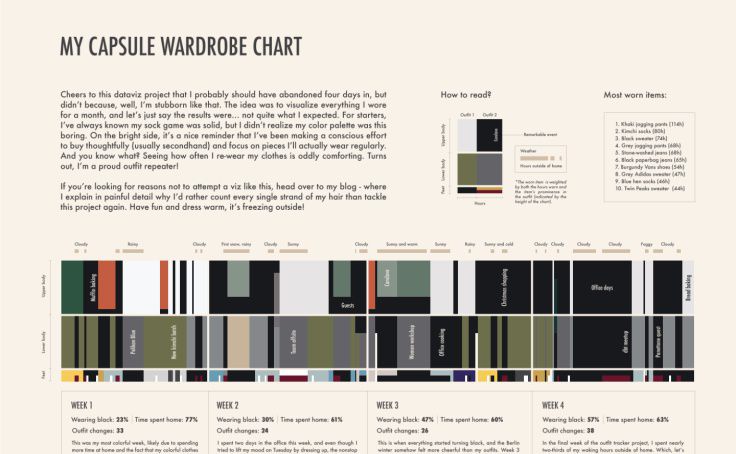 MY CAPSULE WARDROBE CHART
Cheers to this dataviz project that I probably should have abandoned four days in, but
didn't because, well, I'm stubborn like that. The idea was to visualize everything I wore
for a month, and let's just say the results were... not quite what I expected. For starters,
I've always known my sock game was solid, but I didn't realize my color palette was this
boring. On the bright side, it's a nice reminder that I've been making a conscious effort
to buy thoughtfully (usually secondhand) and focus on pieces I'll actually wear regularly.
And you know what? Seeing how often I re-wear my clothes is oddly comforting. Turns
out, I'm a proud outfit repeater!
If you're looking for reasons not to attempt a viz like this, head over to my blog - where
I explain in painful detail why I'd rather count every single strand of my hair than tackle
this project again. Have fun and dress warm, it's freezing outside!
How to read?
Outfit 1 Outfit 2
Upper body
Lower body
Feet
Hours
Remarkable event
Weather
Hours outside of home
*The worn item is weighted
by both the hours worn and
the item's prominence
in the outfit (indicated by the
height of the chart).
Most worn items:
1. Khaki jogging pants (114h)
2. Kimchi socks (80h)
3. Black sweater (74h)
4. Grey jogging pants (68h)
5. Stone-washed jeans (68h)
6. Black paperbag jeans (65h)
7. Burgundy Vans shoes (54h)
8. Grey Adidas sweater (47h)
9. Blue hen socks (46h)
10. Twin Peaks sweater (44h)
Cloudy Rainy Cloudy First snow, rainy Cloudy Sunny Cloudy Sunny and warm Sunny Rainy Sunny and cold Cloudy Cloudy Cloudy Cloudy Foggy Cloudy
Upper body
Muffin baking
Guests
Christmas shopping
Office days
Bread baking
Lower body
Team offsite
Women workshop
Office cooking
Feet
WEEK 1
Wearing black: 23% Time spent home: 77%
Outfit changes: 33
This was my most colorful week, likely due to spending
more time at home and the fact that my colorful clothes
WEEK 2
Wearing black: 30% Time spent home: 61%
Outfit changes: 24
I spent two days in the office this week, and even though I
tried to lift my mood on Tuesday by dressing up, the nonstop
WEEK 3
Wearing black: 47% Time spent home: 60%
Outfit changes: 26
This is when everything started turning black, and the Berlin
winter somehow felt more cheerful than my outfits. Week 3
WEEK 4
Wearing black: 57% Time spent home: 63%
Outfit changes: 38
In the final week of the outfit tracker project, I spent nearly
two-thirds of my waking hours outside of home. Which, let's